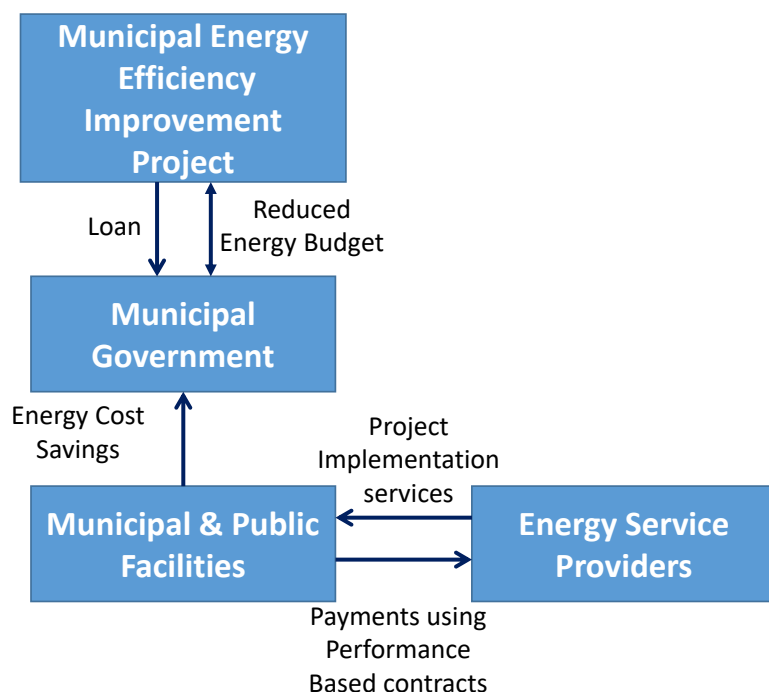 Municipal Energy
Efficiency
Improvement
Project
Loan
Reduced
Energy Budget
Municipal
Government
Energy Cost
Savings
Project
Implementation
services
Municipal & Public
Facilities
Energy Service
Providers
Payments using
Performance
Based contracts